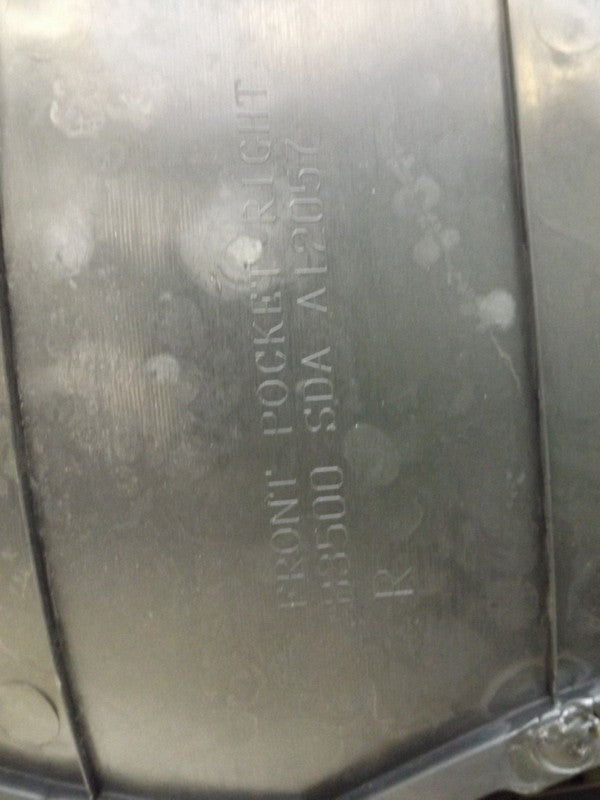 FRONT POCKET RIGHT
83500 SDA A12057
R